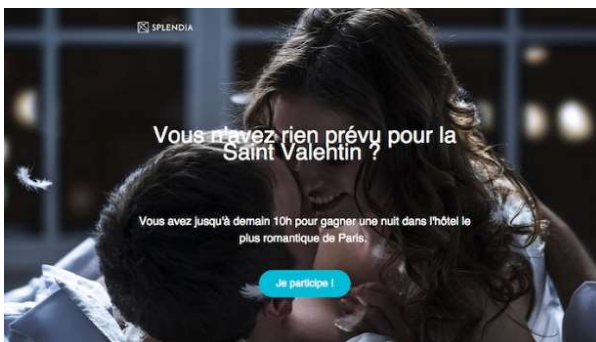 SPLENDIA
Vous n'avez rien prévu pour la
Saint Valentin ?
Vous avez jusqu'à demain 10h pour gagner une nuit dans l'hôtel le
plus romantique de Paris.
Je participe !